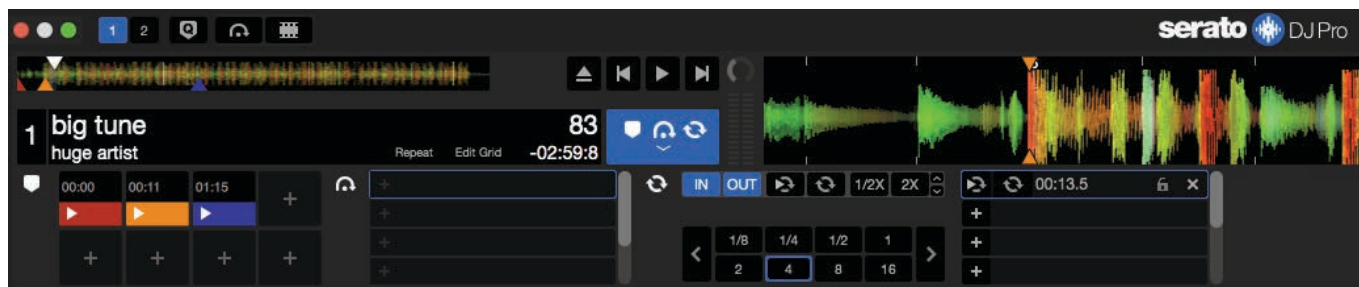 1 2
serato DJ Pro
1 big tune 83
huge artist Repeat Edit Grid -02:59:8
00:00 00:11 01:15 +
+ + + +
+
+
+
+
IN OUT 1/2X 2X
1/8 1/4 1/2 1
2 4 8 16
00:13.5
+
+
+